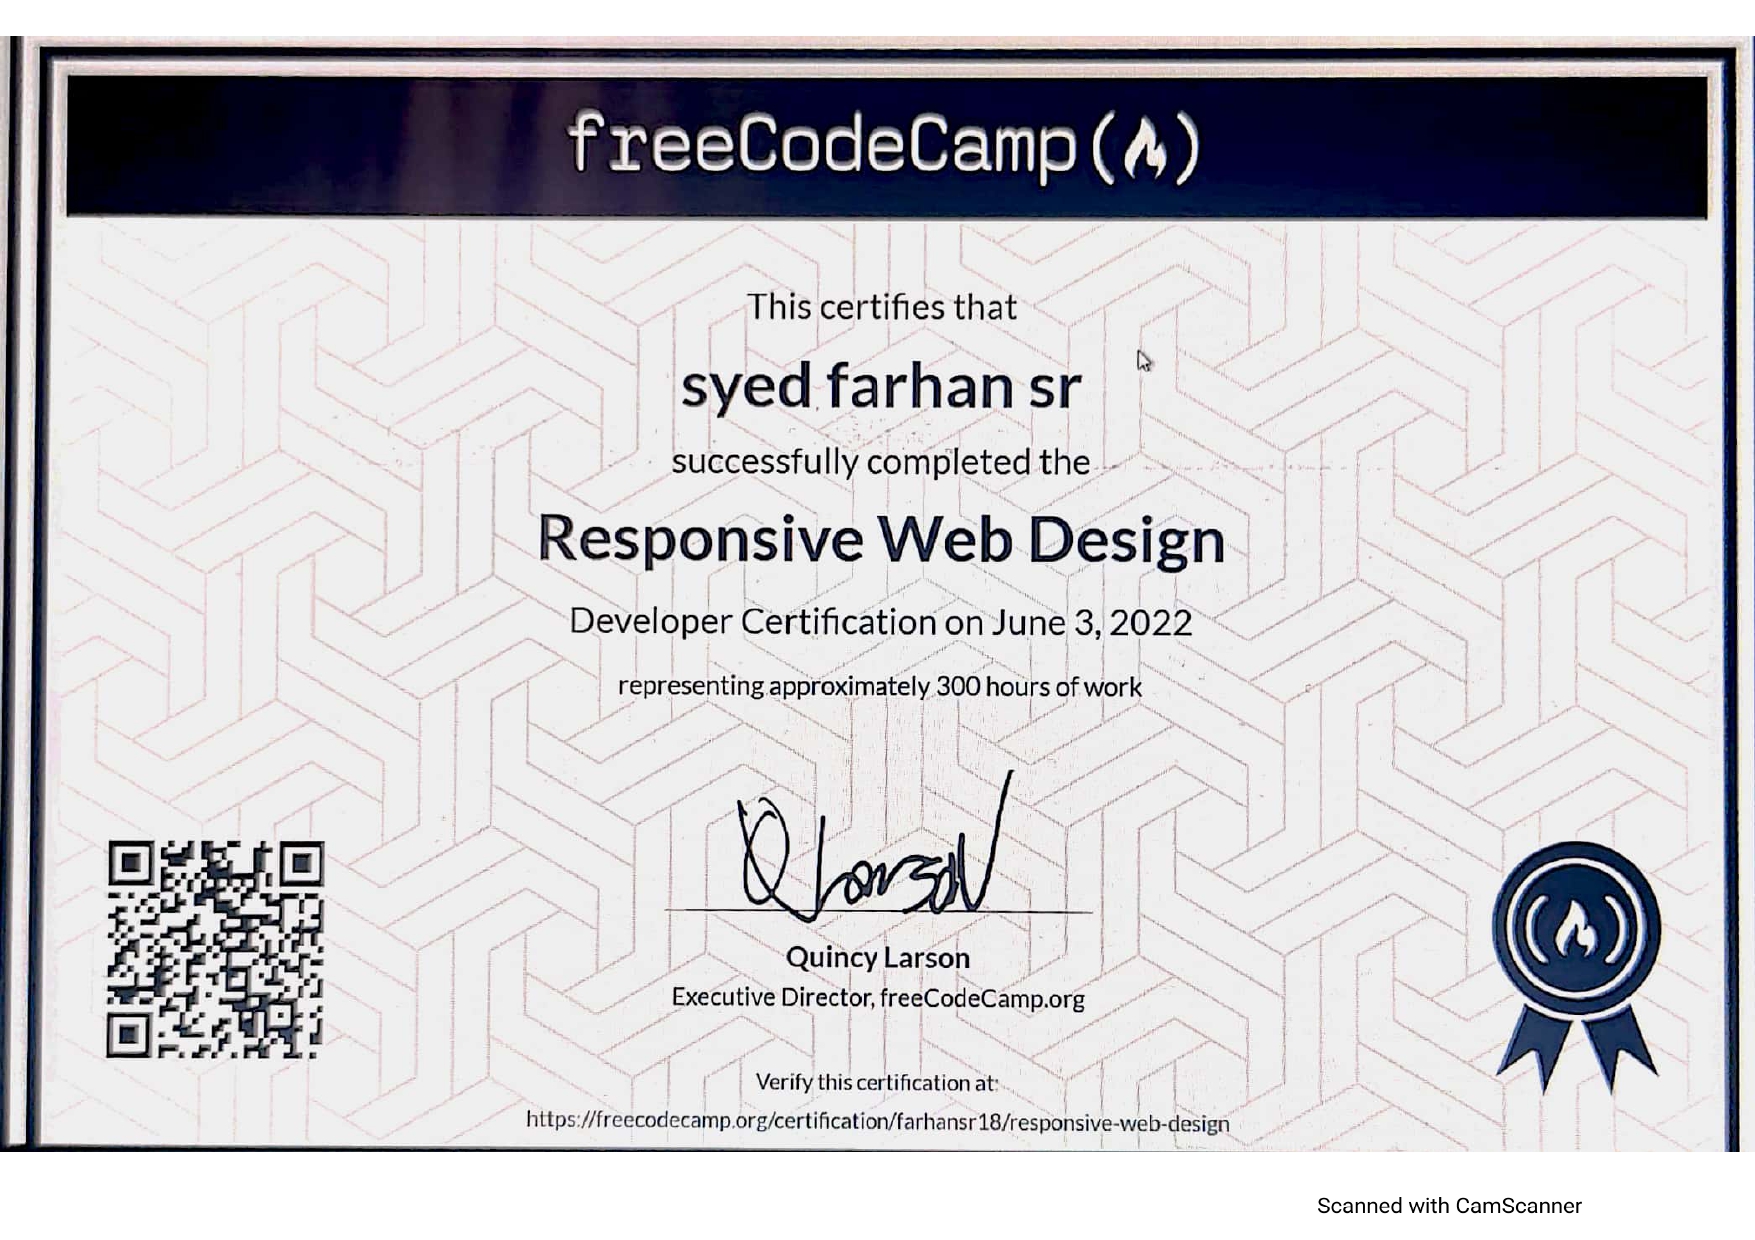 freeCodeCamp
This certifies that
syed farhan sr
successfully completed the
Responsive Web Design
Developer Certification on June 3, 2022
representing approximately 300 hours of work
Quincy Larson
Executive Director, freeCodeCamp.org
Verify this certification at:
https://freecodecamp.org/certification/farhansr18/responsive-web-design
Scanned with CamScanner